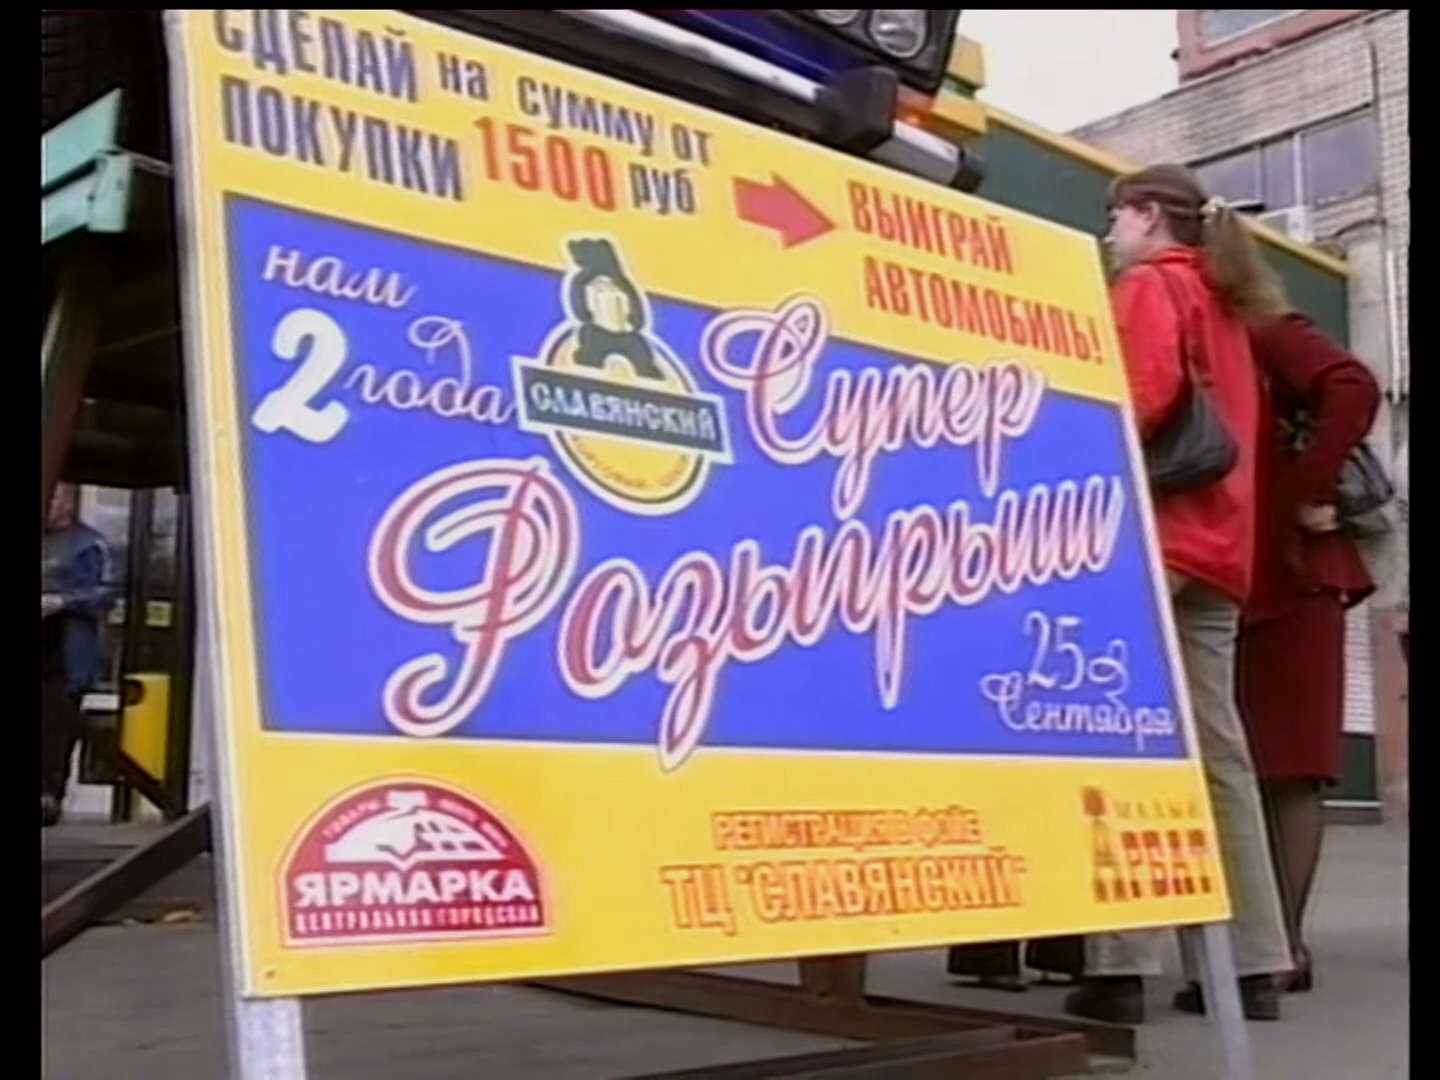 СДЕЛАЙ на сумму от
ПОКУПКИ 1500 руб
ВЫИГРАЙ
АВТОМОБИЛЬ!
нам
2 года
СЛАВЯНСКИЙ
Супер
Розыгрыш
25
Сентября
ЯРМАРКА
ЦЕНТРАЛЬНАЯ ГОРОДСКАЯ
РЕГИСТРАЦИЯ В ФОЙЕ
ТЦ "СЛАВЯНСКИЙ"
МАЛЫЙ
АРБАТ